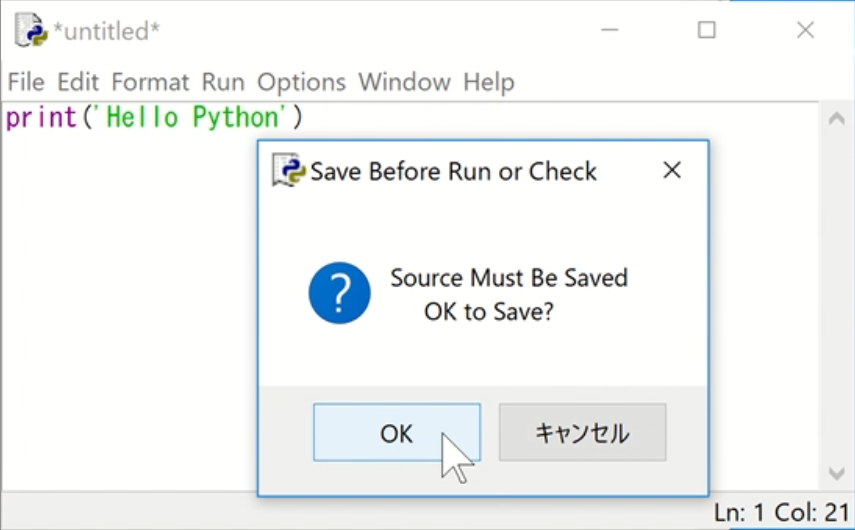 *untitled*
File Edit Format Run Options Window Help
print('Hello Python')
Save Before Run or Check
Source Must Be Saved
OK to Save?
OK キャンセル
Ln: 1 Col: 21